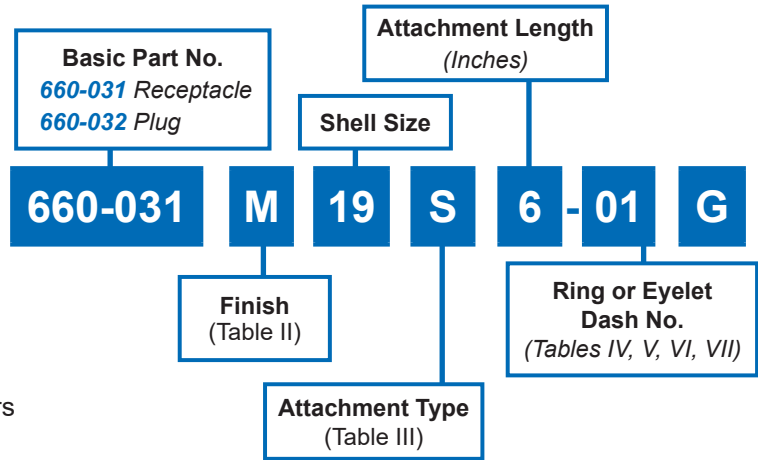 Attachment Length
(Inches)
Basic Part No.
660-031 Receptacle
660-032 Plug
Shell Size
660-031 M 19 S 6 - 01 G
Finish
(Table II)
Ring or Eyelet
Dash No.
(Tables IV, V, VI, VII)
Attachment Type
(Table III)